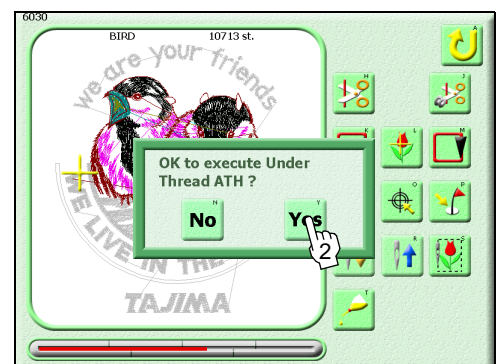 6030
BIRD 10713 st.
A
we are your friends
H
J
K
L
M
OK to execute Under
Thread ATH ?
N
Y
No
Yes
O
P
2
R
S
WE LIVE IN THE
TAJIMA
T